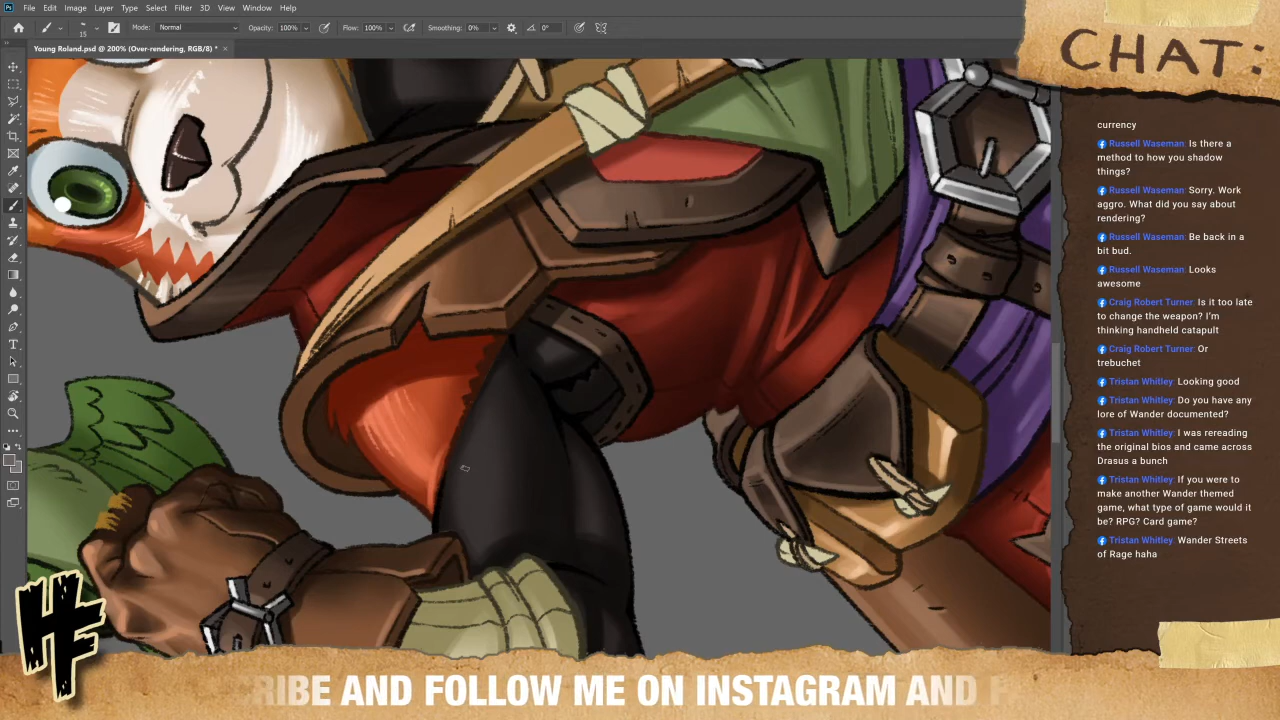 Ps File Edit Image Layer Type Select Filter 3D View Window Help
15 Mode: Normal Opacity: 100% Flow: 100% Smoothing: 0% 0°
Young Roland.psd @ 200% (Over-rendering, RGB/8) * ×
CHAT:
currency
Russell Waseman: Is there a
method to how you shadow
things?
Russell Waseman: Sorry. Work
aggro. What did you say about
rendering?
Russell Waseman: Be back in a
bit bud.
Russell Waseman: Looks
awesome
Craig Robert Turner: Is it too late
to change the weapon? I'm
thinking handheld catapult
Craig Robert Turner: Or
trebuchet
Tristan Whitley: Looking good
Tristan Whitley: Do you have any
lore of Wander documented?
Tristan Whitley: I was rereading
the original bios and came across
Drasus a bunch
Tristan Whitley: If you were to
make another Wander themed
game, what type of game would it
be? RPG? Card game?
Tristan Whitley: Wander Streets
of Rage haha
HF
RIBE AND FOLLOW ME ON INSTAGRAM AND